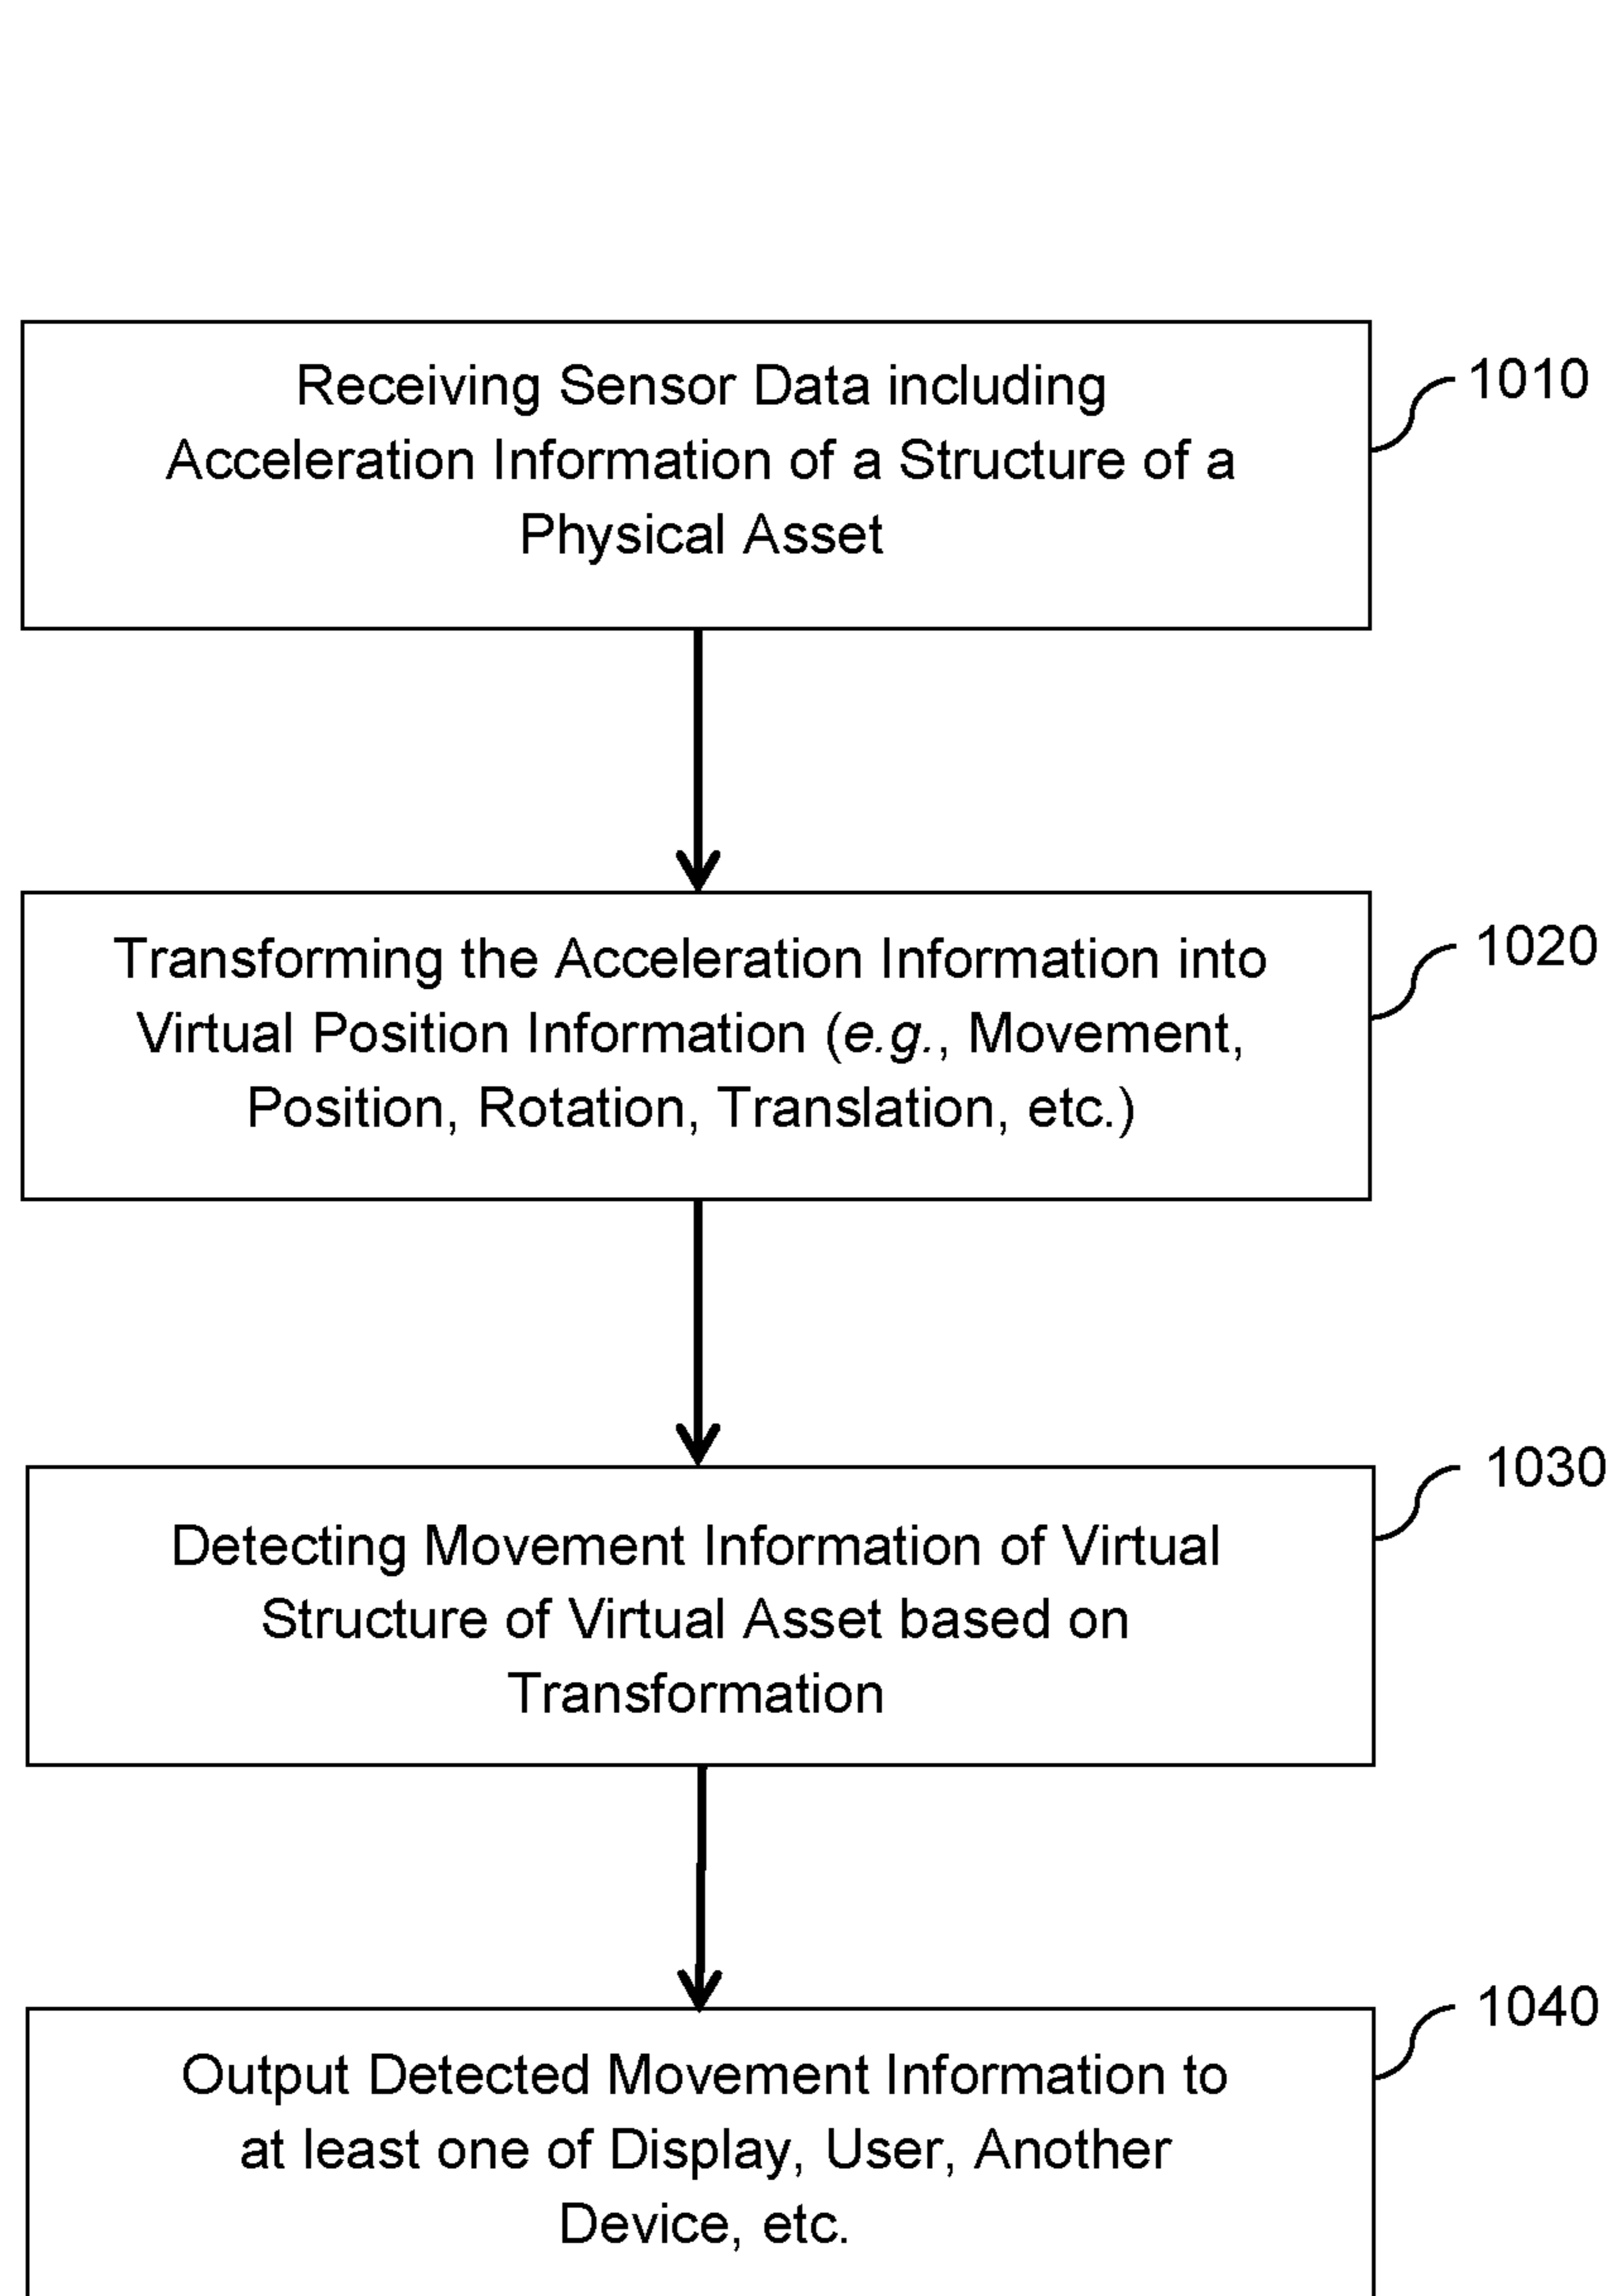 Receiving Sensor Data including
Acceleration Information of a Structure of a
Physical Asset
1010
Transforming the Acceleration Information into
Virtual Position Information (e.g., Movement,
Position, Rotation, Translation, etc.)
1020
Detecting Movement Information of Virtual
Structure of Virtual Asset based on
Transformation
1030
Output Detected Movement Information to
at least one of Display, User, Another
Device, etc.
1040